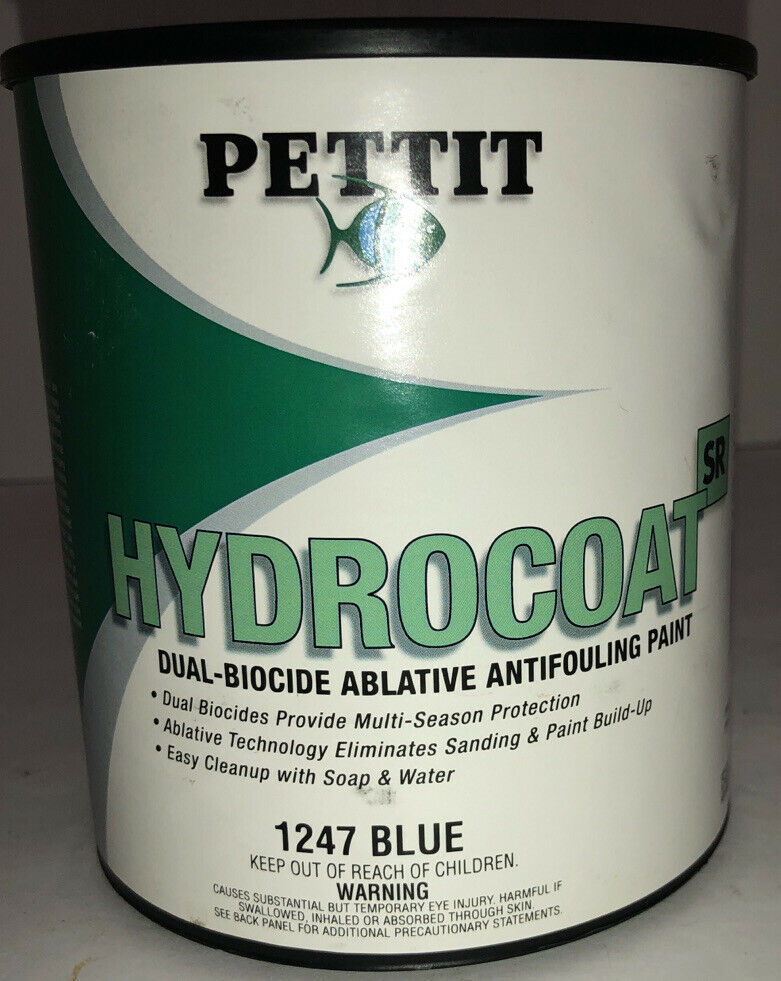 PETTIT
SR
HYDROCOAT
DUAL-BIOCIDE ABLATIVE ANTIFOULING PAINT
• Dual Biocides Provide Multi-Season Protection
• Ablative Technology Eliminates Sanding & Paint Build-Up
• Easy Cleanup with Soap & Water
1247 BLUE
KEEP OUT OF REACH OF CHILDREN.
WARNING
CAUSES SUBSTANTIAL BUT TEMPORARY EYE INJURY. HARMFUL IF
SWALLOWED, INHALED OR ABSORBED THROUGH SKIN.
SEE BACK PANEL FOR ADDITIONAL PRECAUTIONARY STATEMENTS.